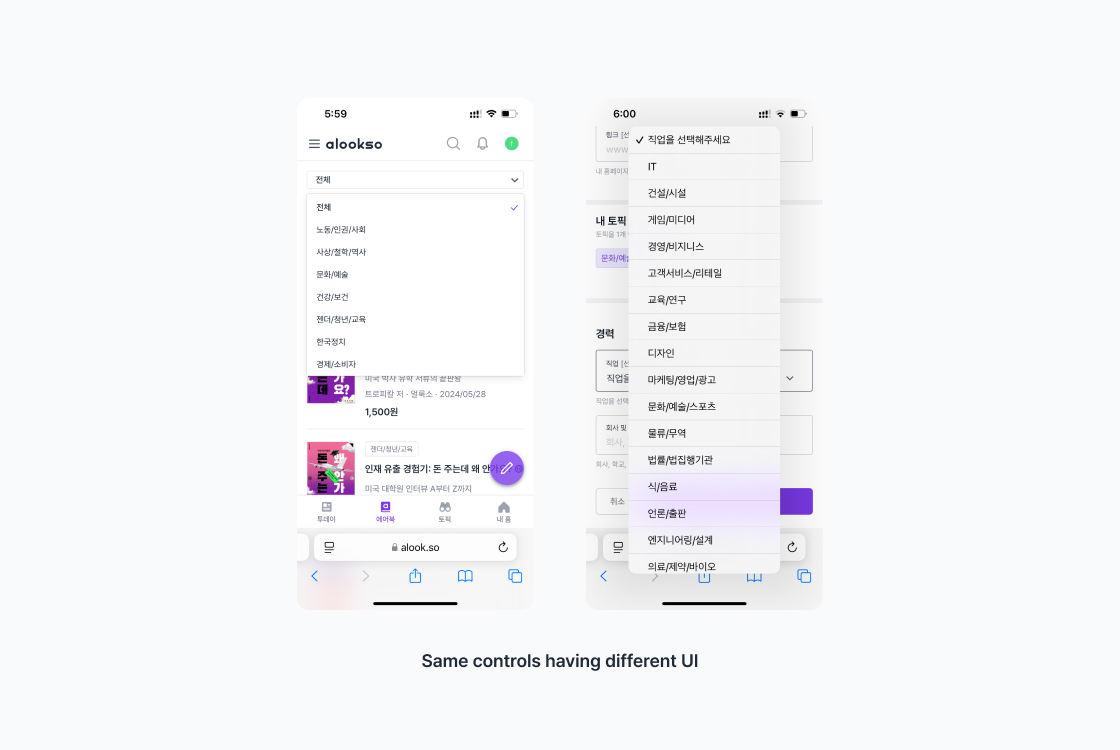 5:59
alookso
전체
전체
노동/인권/사회
사상/철학/역사
문화/예술
건강/보건
젠더/청년/교육
한국정치
경제/소비자
미국 박사 유학 서류의 끝판왕
트로피칼 저 · 얼룩소 · 2024/05/28
1,500원
젠더/청년/교육
인재 유출 경험기: 돈 주는데 왜 안
미국 대학원 인터뷰 A부터 Z까지
투데이
에어북
토픽
내 홈
alook.so
6:00
링크
www
내 홈페이지
내 토픽
토픽을 1개
문화/예
경력
직업
직업을
직업을 선택
회사 및
회사,
회사, 학교,
취소
직업을 선택해주세요
IT
건설/시설
게임/미디어
경영/비지니스
고객서비스/리테일
교육/연구
금융/보험
디자인
마케팅/영업/광고
문화/예술/스포츠
물류/무역
법률/법집행기관
식/음료
언론/출판
엔지니어링/설계
의료/제약/바이오
Same controls having different UI